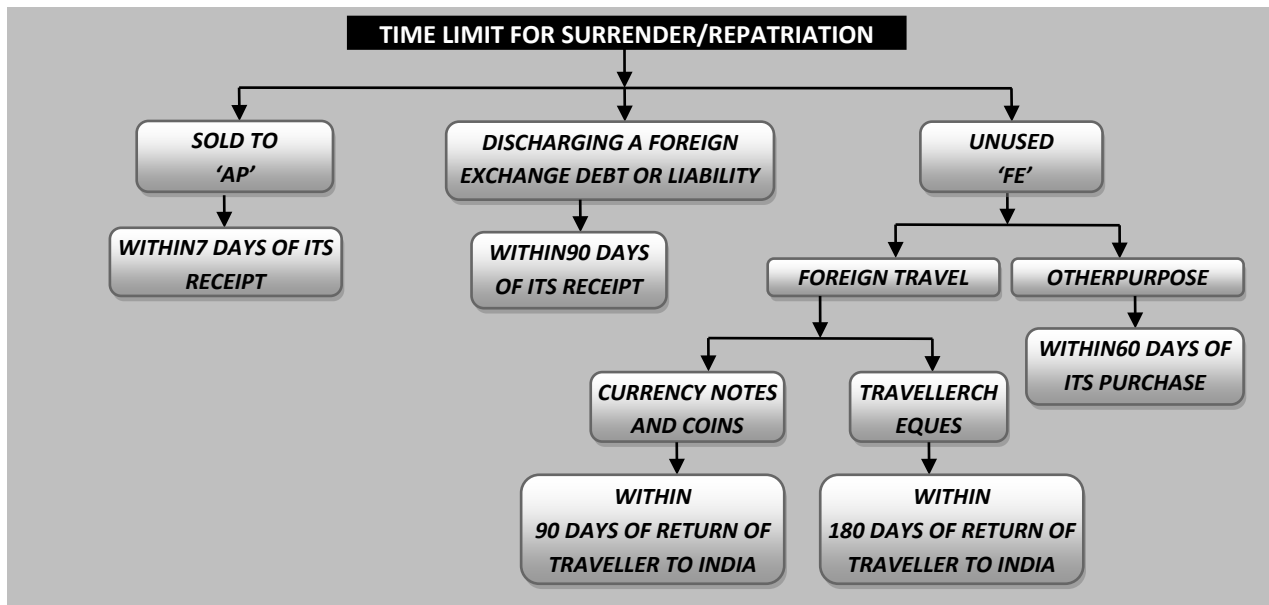 TIME LIMIT FOR SURRENDER/REPATRIATION
SOLD TO
‘AP’
WITHIN7 DAYS OF ITS
RECEIPT
DISCHARGING A FOREIGN
EXCHANGE DEBT OR LIABILITY
WITHIN90 DAYS
OF ITS RECEIPT
UNUSED
‘FE’
FOREIGN TRAVEL
OTHERPURPOSE
WITHIN60 DAYS OF
ITS PURCHASE
CURRENCY NOTES
AND COINS
TRAVELLERCH
EQUES
WITHIN
90 DAYS OF RETURN OF
TRAVELLER TO INDIA
WITHIN
180 DAYS OF RETURN OF
TRAVELLER TO INDIA